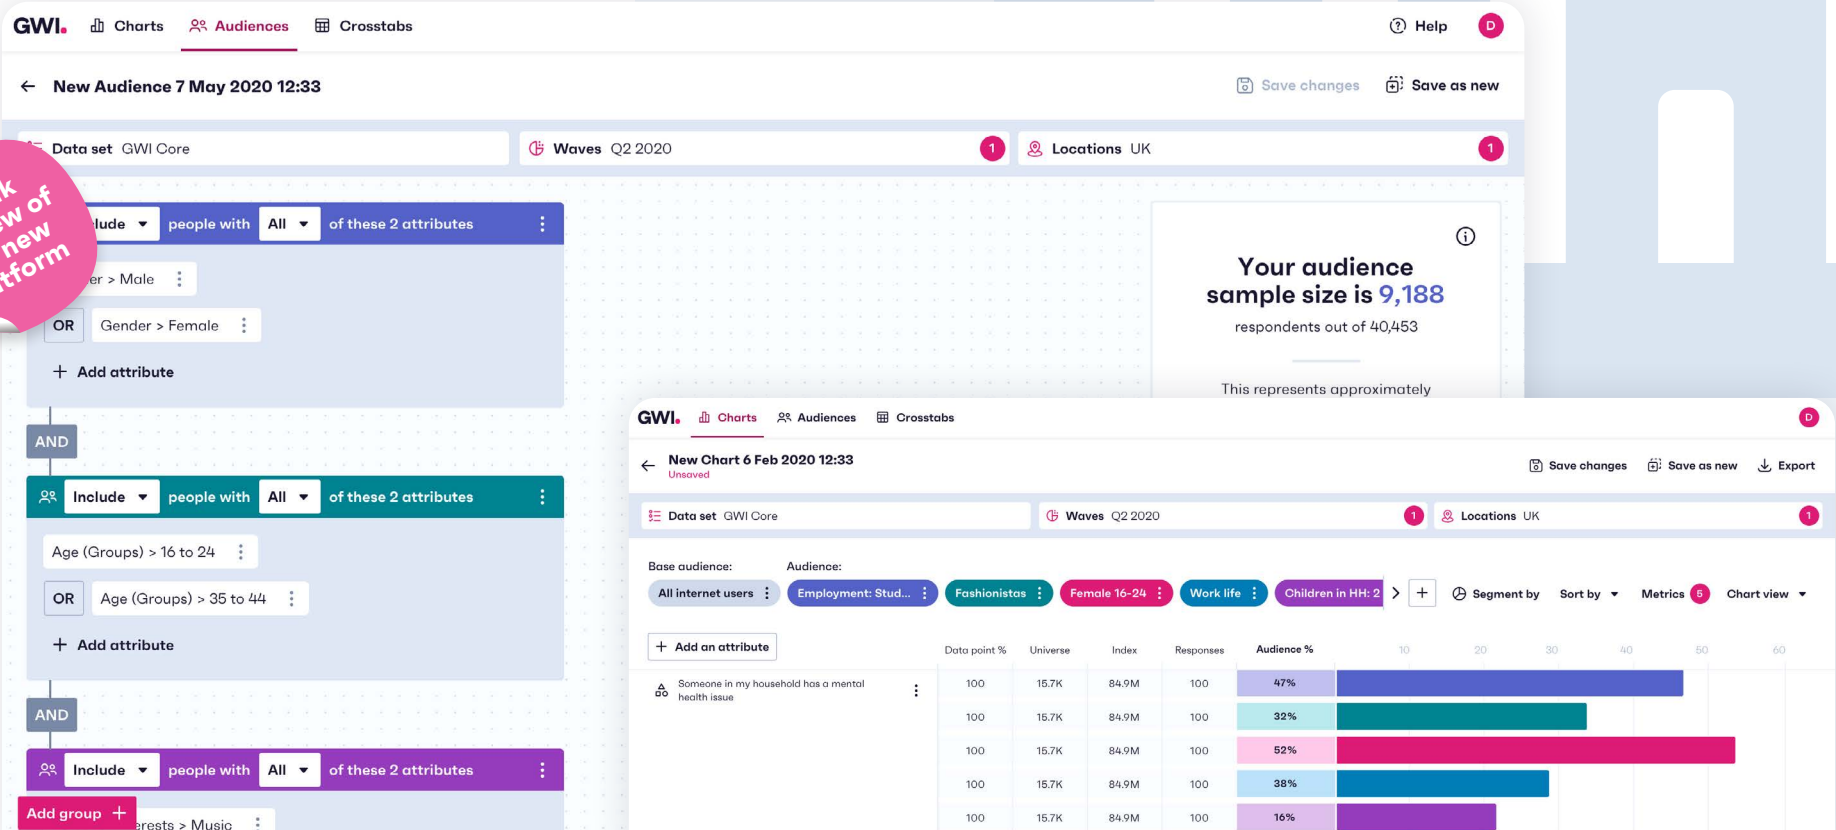 GWI.
Charts
Audiences
Crosstabs
Help
D
New Audience 7 May 2020 12:33
Save changes
Save as new
Data set GWI Core
Waves Q2 2020
1
Locations UK
1
of
new
people with
All
of these 2 attributes
> Male
OR
Gender > Female
+ Add attribute
AND
Include
people with
All
of these 2 attributes
Age (Groups) > 16 to 24
OR
Age (Groups) > 35 to 44
+ Add attribute
AND
Include
people with
All
of these 2 attributes
Add group +
> Music
Your audience
sample size is 9,188
respondents out of 40,453
This represents approximately
GWI.
Charts
Audiences
Crosstabs
D
New Chart 6 Feb 2020 12:33
Unsaved
Save changes
Save as new
Export
Data set GWI Core
Waves Q2 2020
1
Locations UK
1
Base audience:
Audience:
All internet users
Employment: Stud...
Fashionistas
Female 16-24
Work life
Children in HH: 2
+
Segment by
Sort by
Metrics 5
Chart view
+ Add an attribute
Data point % Universe Index Responses Audience % 10 20 30 40 50 60
Someone in my household has a mental
health issue
100 15.7K 84.9M 100 47%
100 15.7K 84.9M 100 32%
100 15.7K 84.9M 100 52%
100 15.7K 84.9M 100 38%
100 15.7K 84.9M 100 16%